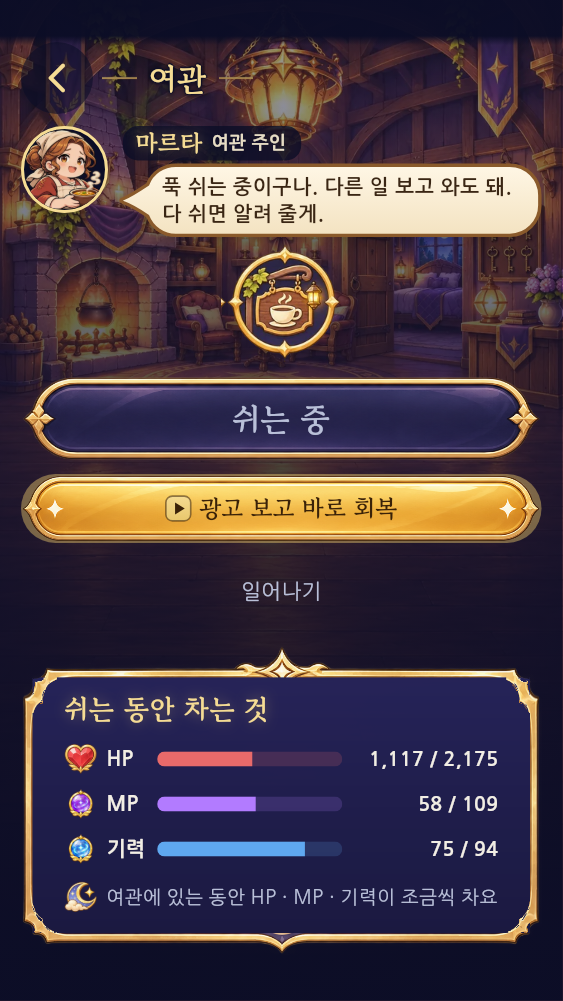 여관
마르타 여관 주인
푹 쉬는 중이구나. 다른 일 보고 와도 돼.
다 쉬면 알려 줄게.
쉬는 중
광고 보고 바로 회복
일어나기
쉬는 동안 차는 것
HP 1,117 / 2,175
MP 58 / 109
기력 75 / 94
여관에 있는 동안 HP · MP · 기력이 조금씩 차요